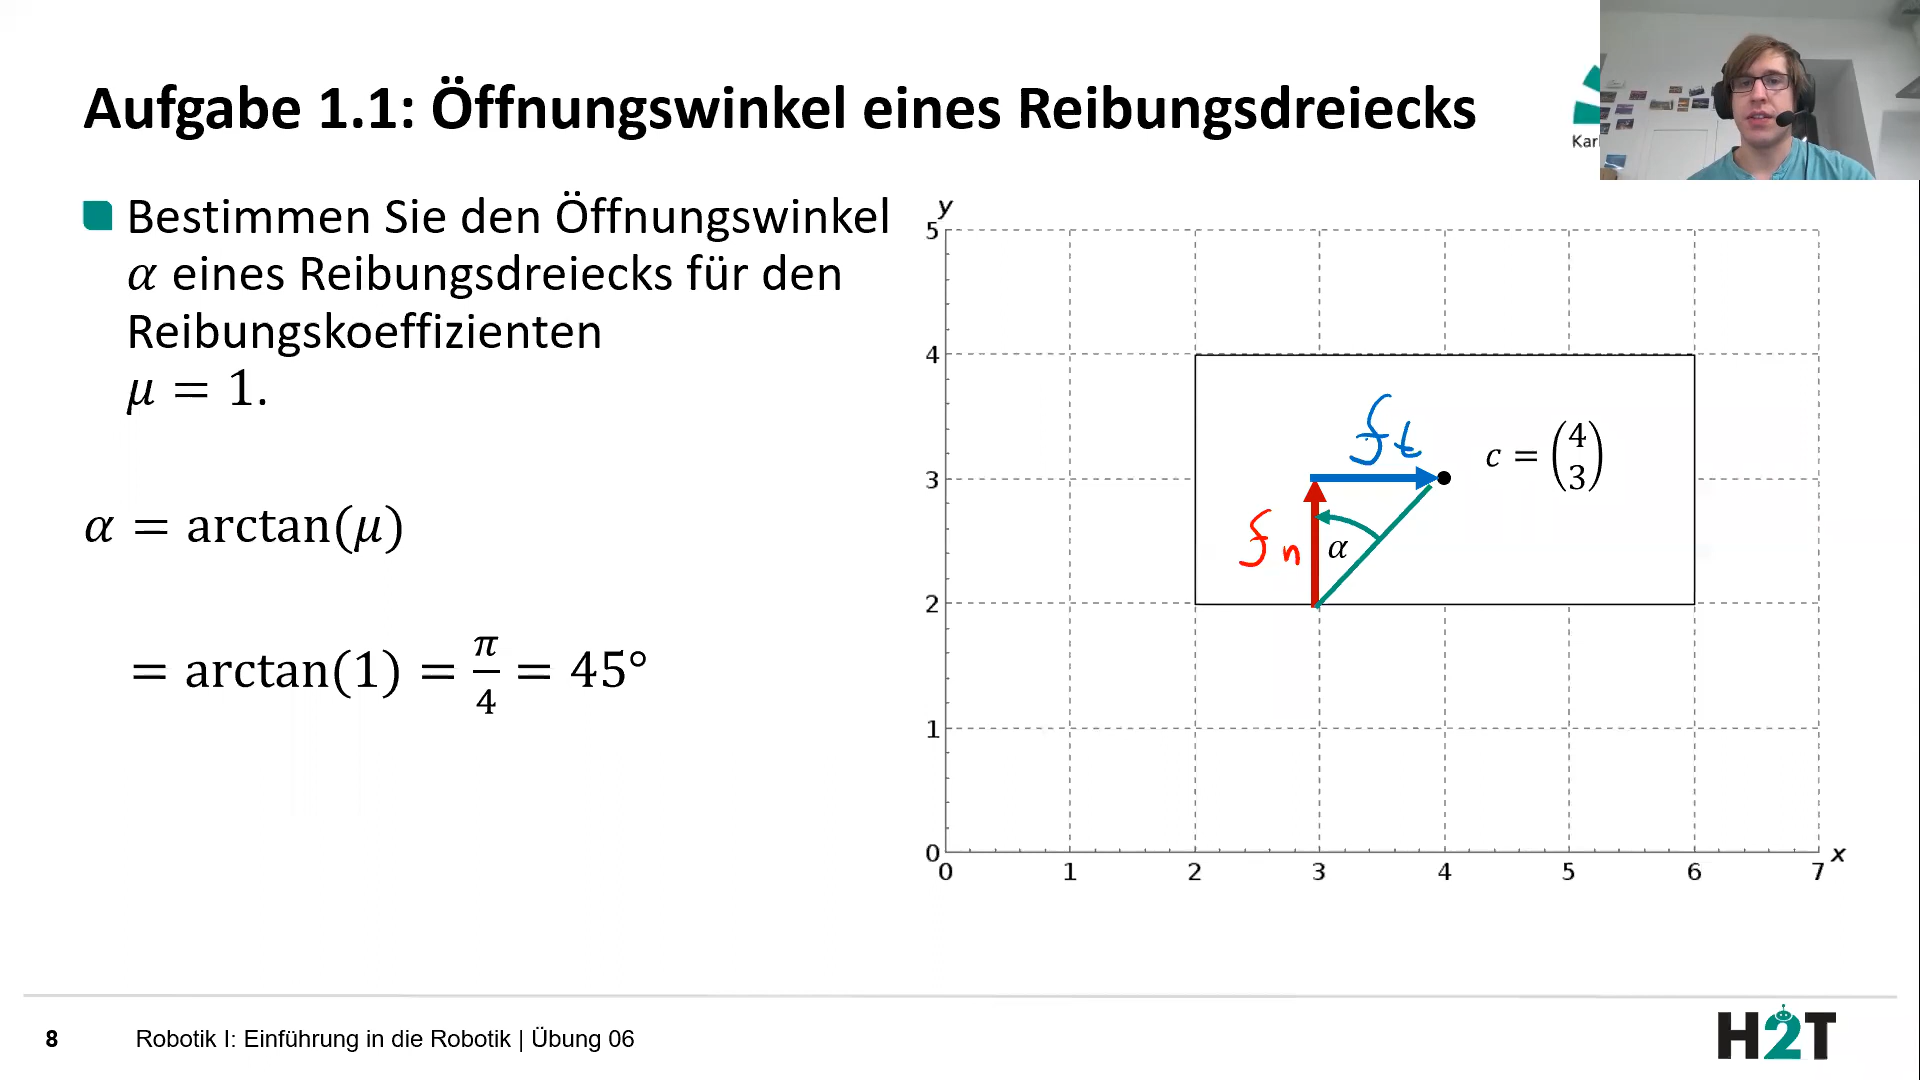 Aufgabe 1.1: Öffnungswinkel eines Reibungsdreiecks
Karl
Bestimmen Sie den Öffnungswinkel
α eines Reibungsdreiecks für den
Reibungskoeffizienten
μ = 1.
α = arctan(μ)
= arctan(1) = π/4 = 45°
y
5
4
3
2
1
0
0 1 2 3 4 5 6 7 x
ft
c = (4 3)
fn
α
8 Robotik I: Einführung in die Robotik | Übung 06
H2T